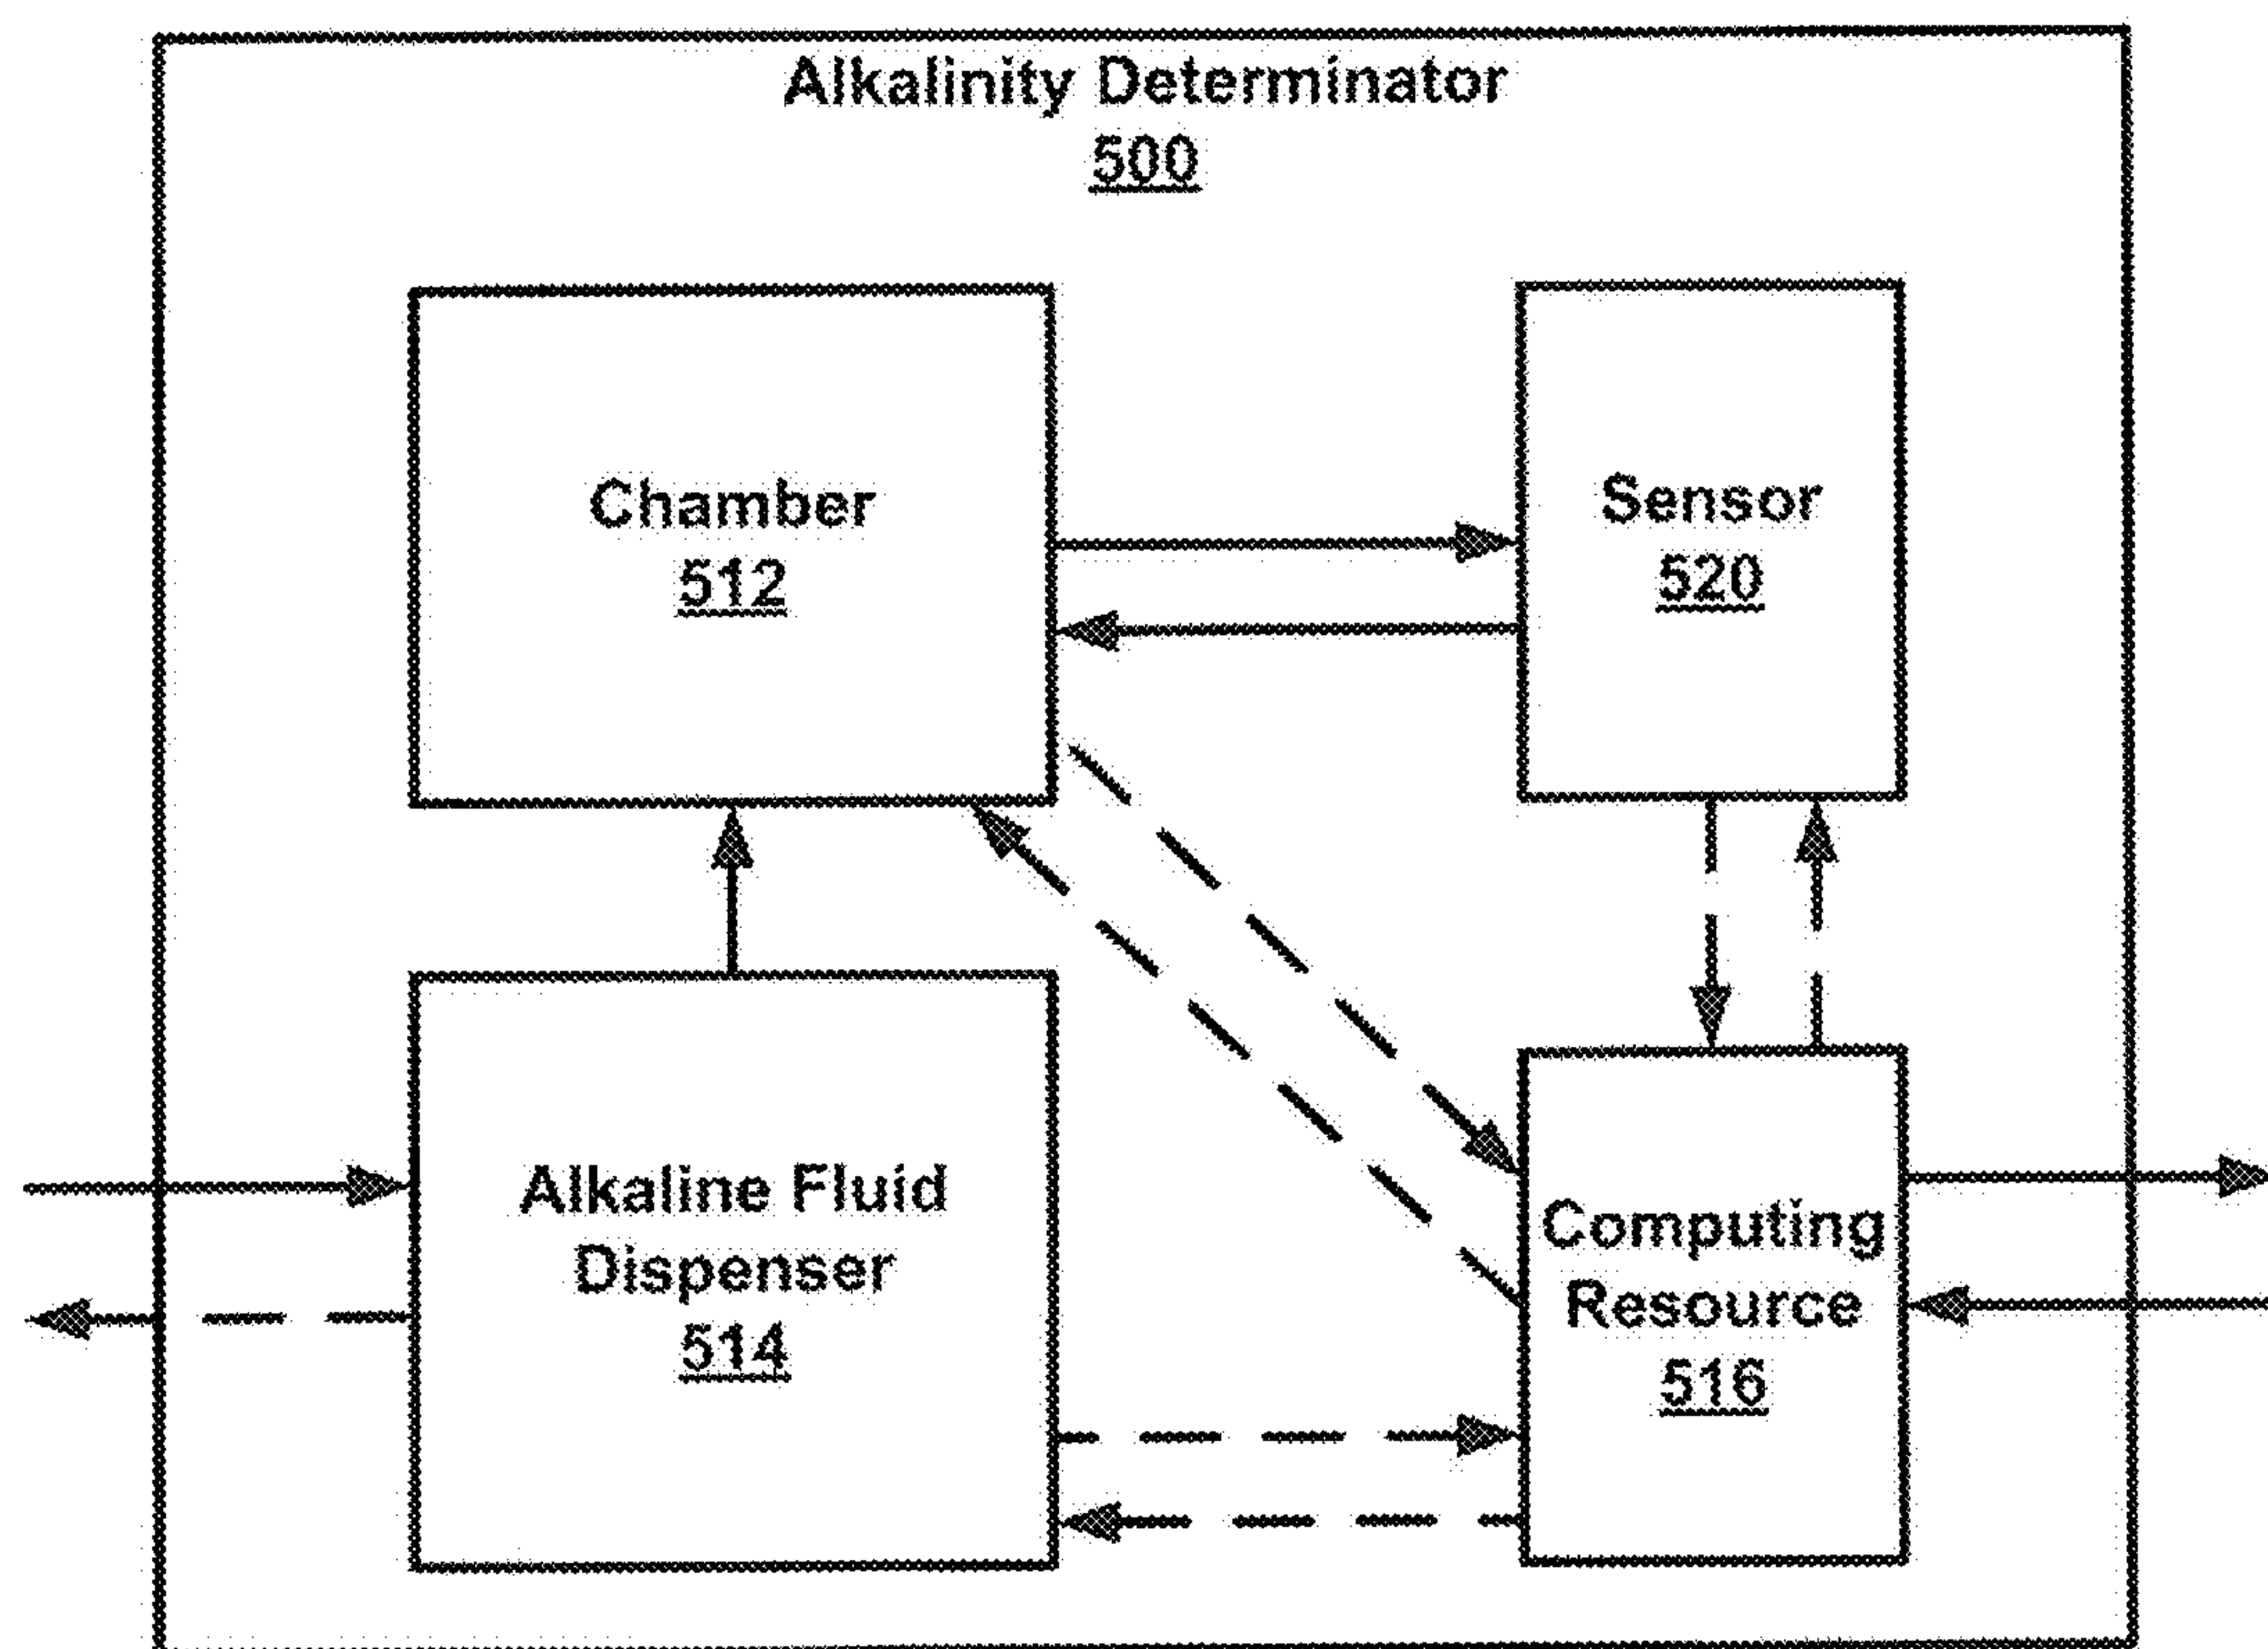 Alkalinity Determinator
500
Chamber
512
Sensor
520
Alkaline Fluid
Dispenser
514
Computing
Resource
516